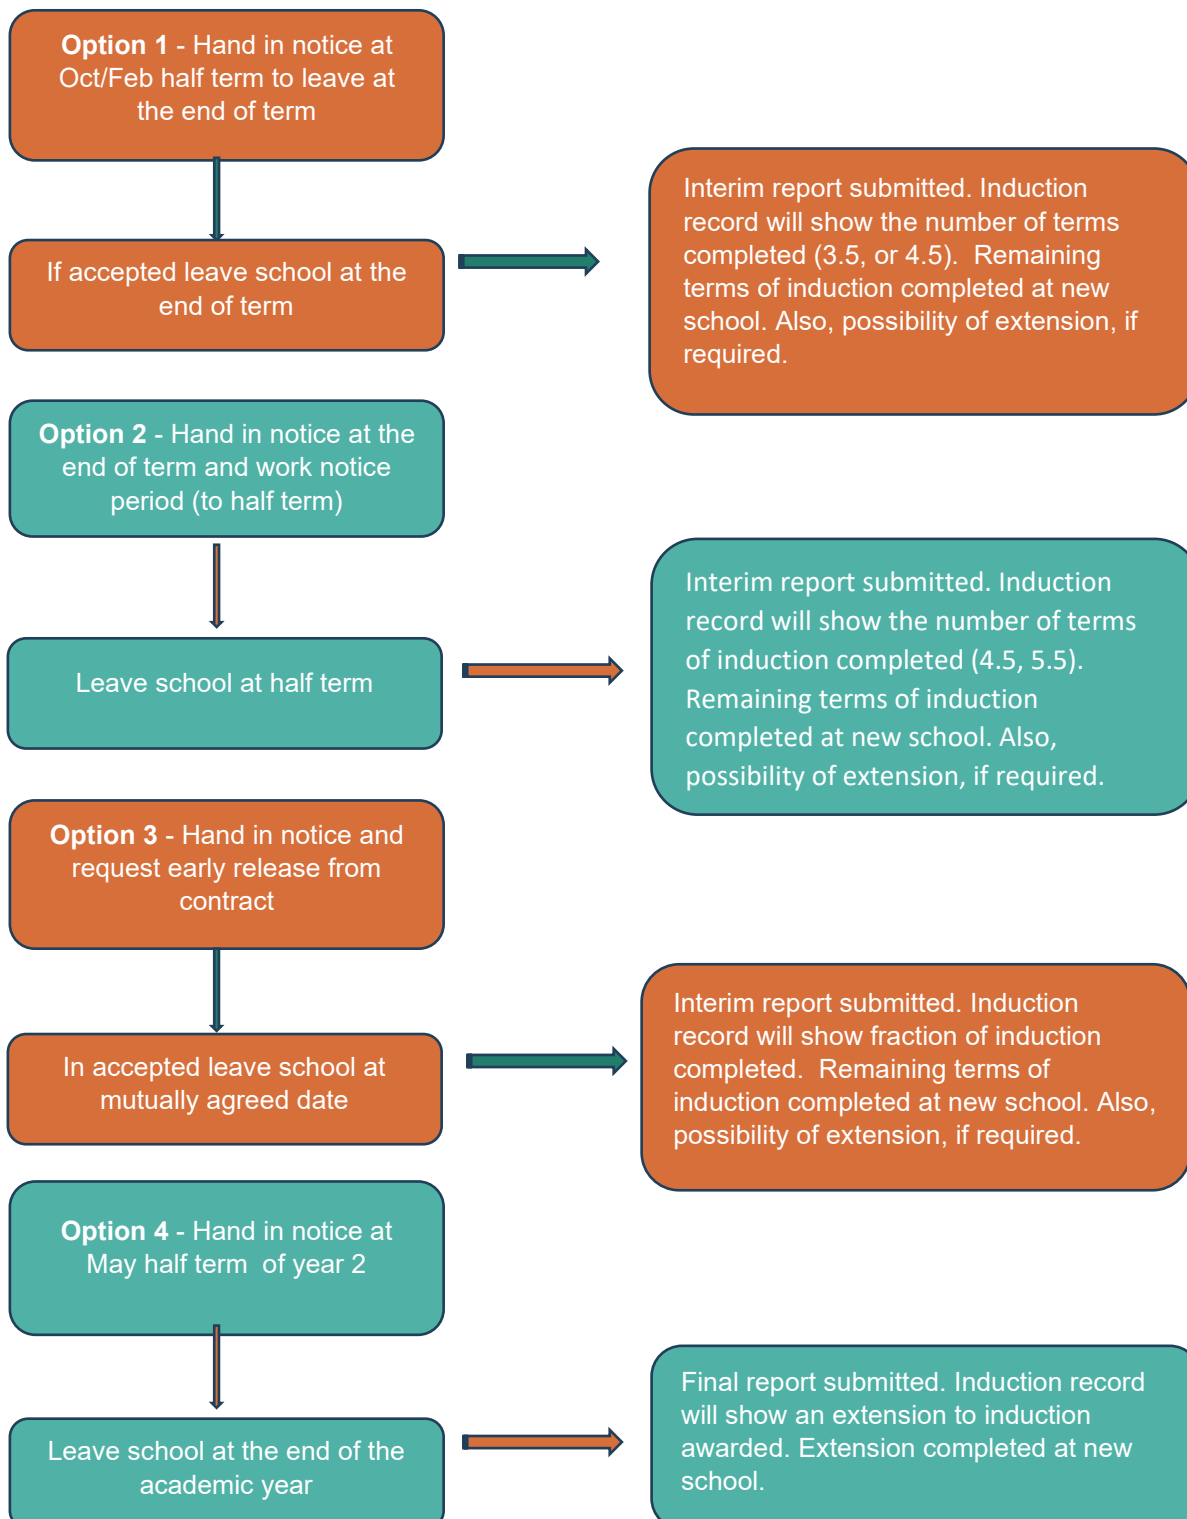 Option 1 - Hand in notice at
Oct/Feb half term to leave at
the end of term
If accepted leave school at the
end of term
Interim report submitted. Induction
record will show the number of terms
completed (3.5, or 4.5).  Remaining
terms of induction completed at new
school. Also, possibility of extension, if
required.
Option 2 - Hand in notice at the
end of term and work notice
period (to half term)
Leave school at half term
Interim report submitted. Induction
record will show the number of terms
of induction completed (4.5, 5.5).
Remaining terms of induction
completed at new school. Also,
possibility of extension, if required.
Option 3 - Hand in notice and
request early release from
contract
In accepted leave school at
mutually agreed date
Interim report submitted. Induction
record will show fraction of induction
completed.  Remaining terms of
induction completed at new school. Also,
possibility of extension, if required.
Option 4 - Hand in notice at
May half term  of year 2
Leave school at the end of the
academic year
Final report submitted. Induction record
will show an extension to induction
awarded. Extension completed at new
school.